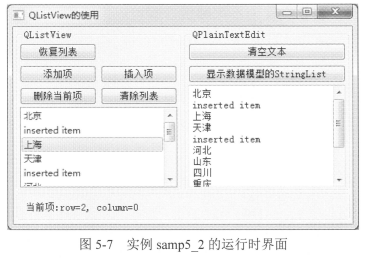 QListView的使用
QListView
恢复列表
添加项
插入项
删除当前项
清除列表
北京
inserted item
上海
天津
inserted item
河北
QPlainTextEdit
清空文本
显示数据模型的StringList
北京
inserted item
上海
天津
inserted item
河北
山东
四川
重庆
当前项:row=2, column=0
图 5-7 实例 samp5_2 的运行时界面